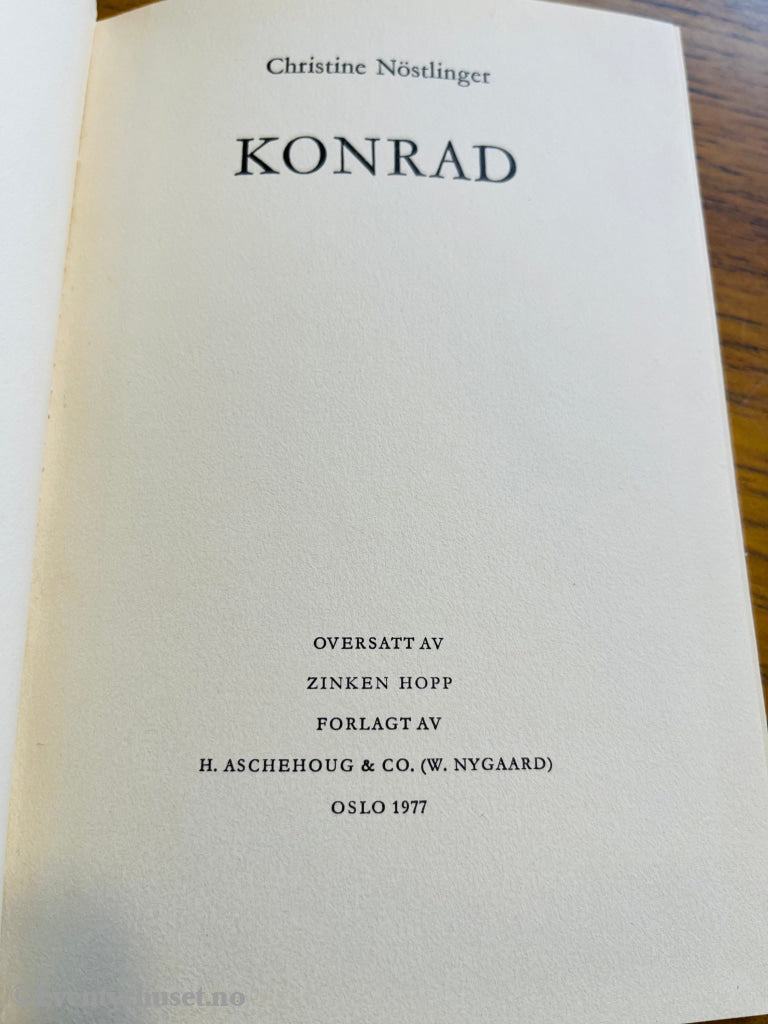 Christine Nöstlinger
KONRAD
OVERSATT AV
ZINKEN HOPP
FORLAGT AV
H. ASCHEHOUG & CO. (W. NYGAARD)
OSLO 1977